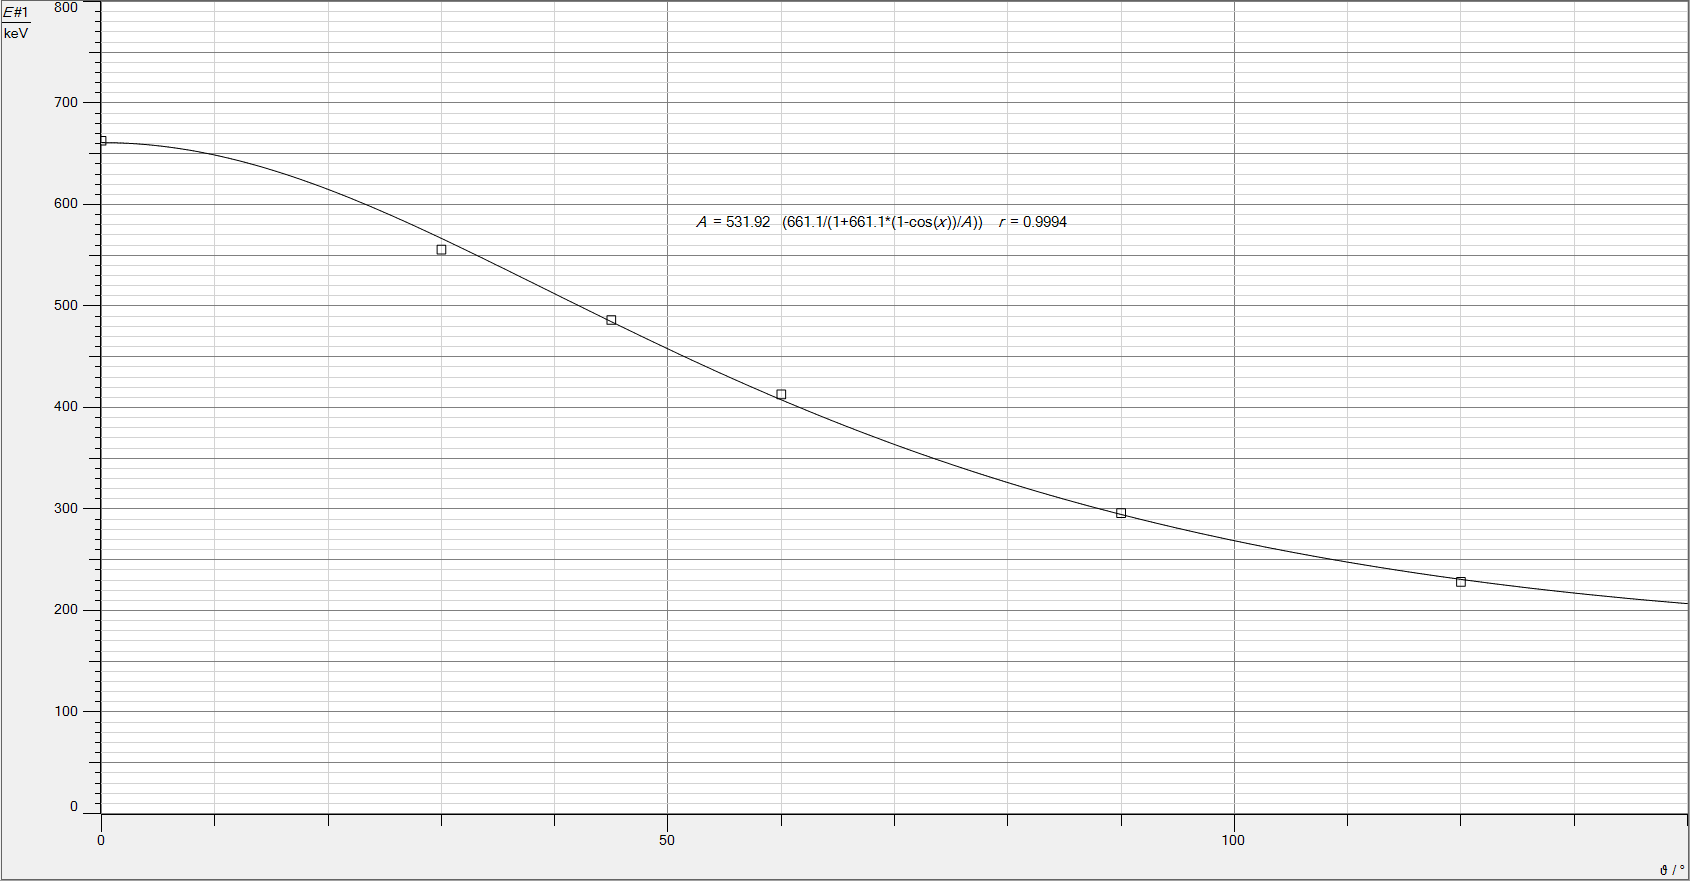 E#1
keV
800
700
600
500
400
300
200
100
0
A = 531.92 (661.1/(1+661.1*(1-cos(x))/A)) r = 0.9994
0 50 100
ϑ / °